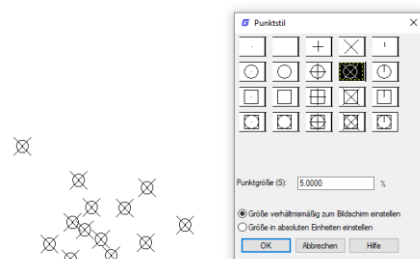 Punktstil
Punktgröße (S): 5.0000 %
Größe verhältnismäßig zum Bildschirm einstellen
Größe in absoluten Einheiten einstellen
OK Abbrechen Hilfe